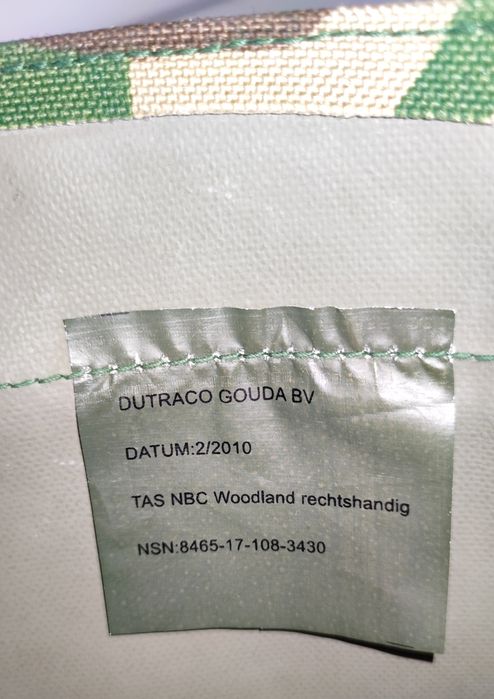 DUTRACO GOUDA BV
DATUM:2/2010
TAS NBC Woodland rechtshandig
NSN:8465-17-108-3430